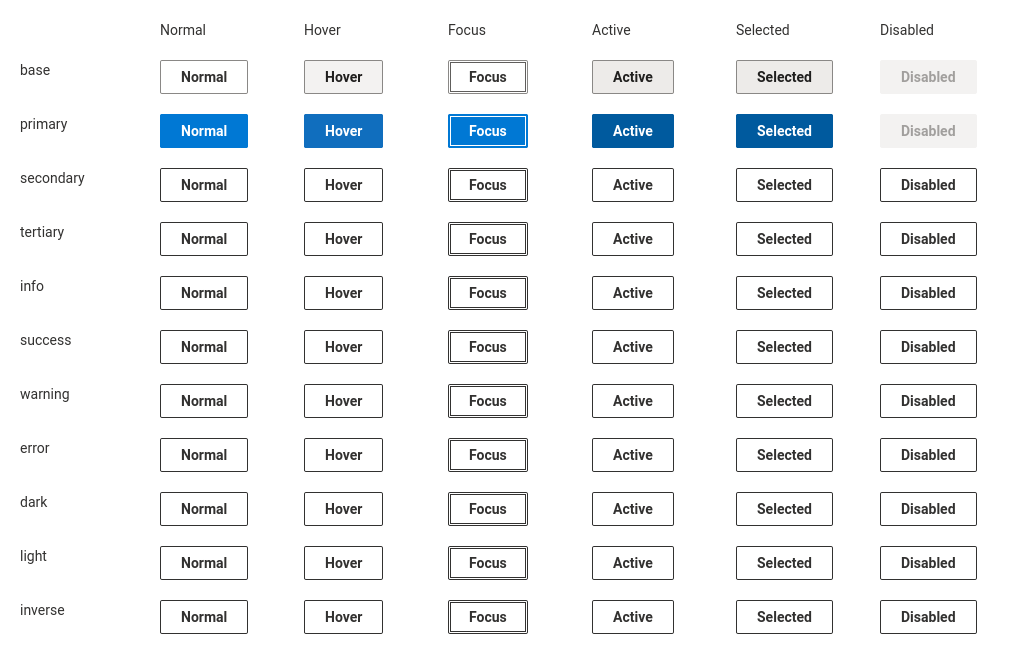 Normal Hover Focus Active Selected Disabled
base Normal Hover Focus Active Selected Disabled
primary Normal Hover Focus Active Selected Disabled
secondary Normal Hover Focus Active Selected Disabled
tertiary Normal Hover Focus Active Selected Disabled
info Normal Hover Focus Active Selected Disabled
success Normal Hover Focus Active Selected Disabled
warning Normal Hover Focus Active Selected Disabled
error Normal Hover Focus Active Selected Disabled
dark Normal Hover Focus Active Selected Disabled
light Normal Hover Focus Active Selected Disabled
inverse Normal Hover Focus Active Selected Disabled